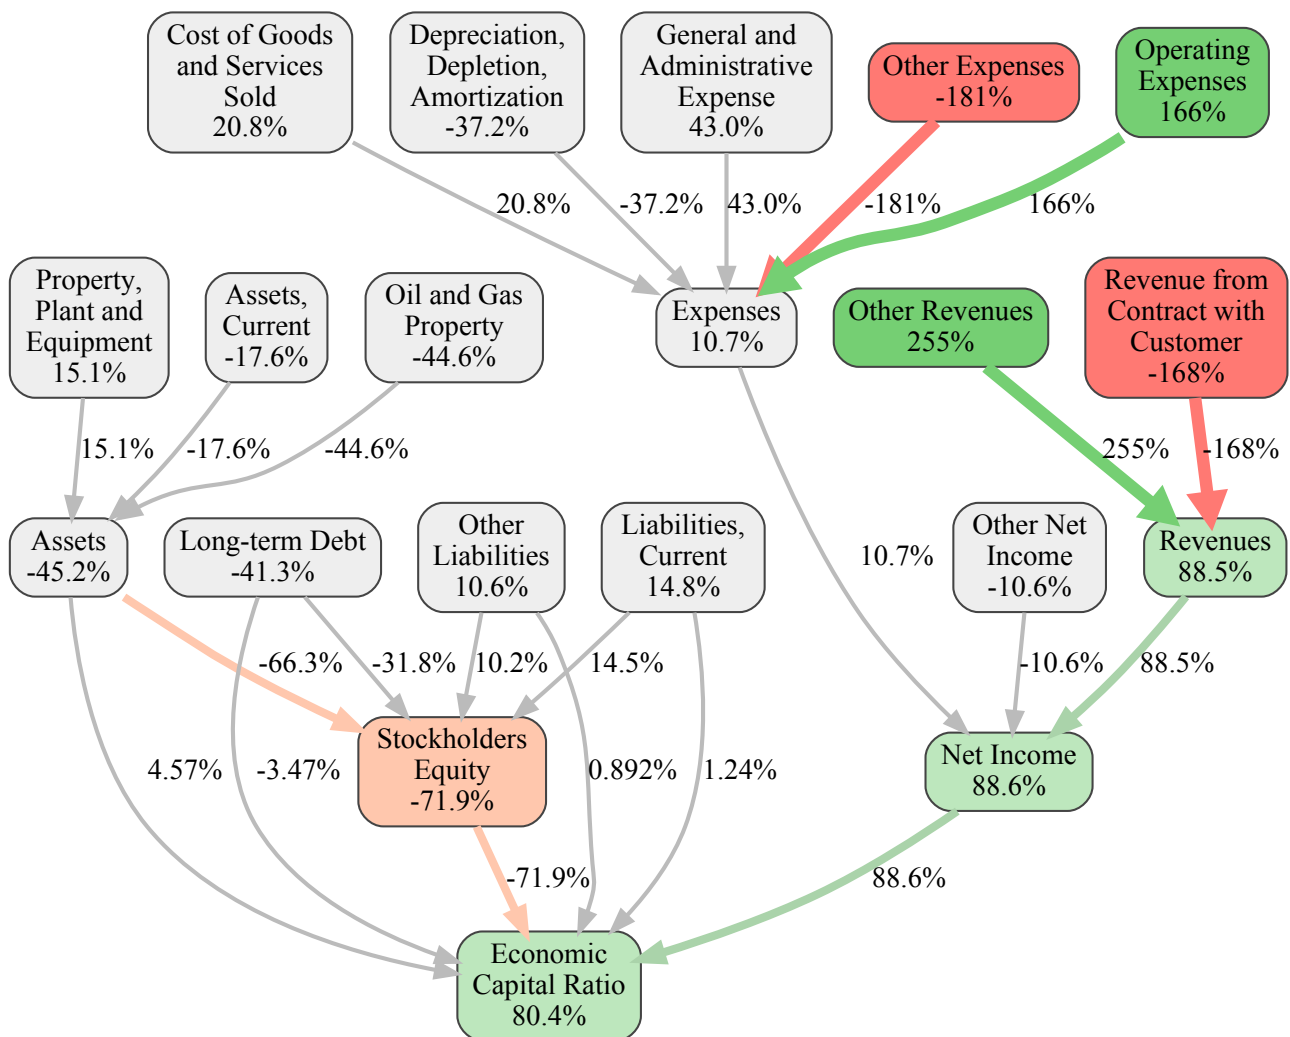 Cost of Goods
and Services
Sold
20.8%
Depreciation,
Depletion,
Amortization
-37.2%
General and
Administrative
Expense
43.0%
Other Expenses
-181%
Operating
Expenses
166%
20.8%
-37.2%
43.0%
-181%
166%
Property,
Plant and
Equipment
15.1%
Assets,
Current
-17.6%
Oil and Gas
Property
-44.6%
Expenses
10.7%
Other Revenues
255%
Revenue from
Contract with
Customer
-168%
15.1%
-17.6%
-44.6%
255%
-168%
Assets
-45.2%
Long-term Debt
-41.3%
Other
Liabilities
10.6%
Liabilities,
Current
14.8%
10.7%
Other Net
Income
-10.6%
Revenues
88.5%
-66.3%
-31.8%
10.2%
14.5%
-10.6%
88.5%
Stockholders
Equity
-71.9%
Net Income
88.6%
4.57%
-3.47%
0.892%
1.24%
-71.9%
88.6%
Economic
Capital Ratio
80.4%